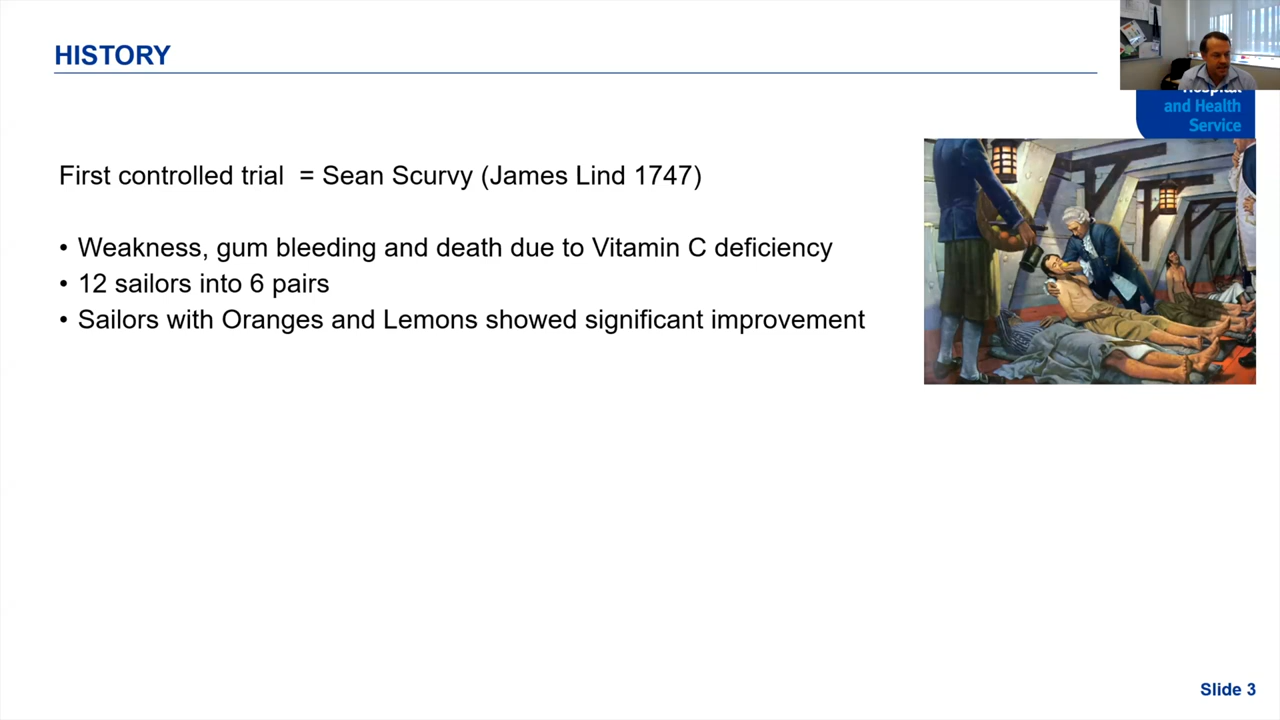 HISTORY
Hospital
and Health
Service
First controlled trial = Sean Scurvy (James Lind 1747)
• Weakness, gum bleeding and death due to Vitamin C deficiency
• 12 sailors into 6 pairs
• Sailors with Oranges and Lemons showed significant improvement
Slide 3